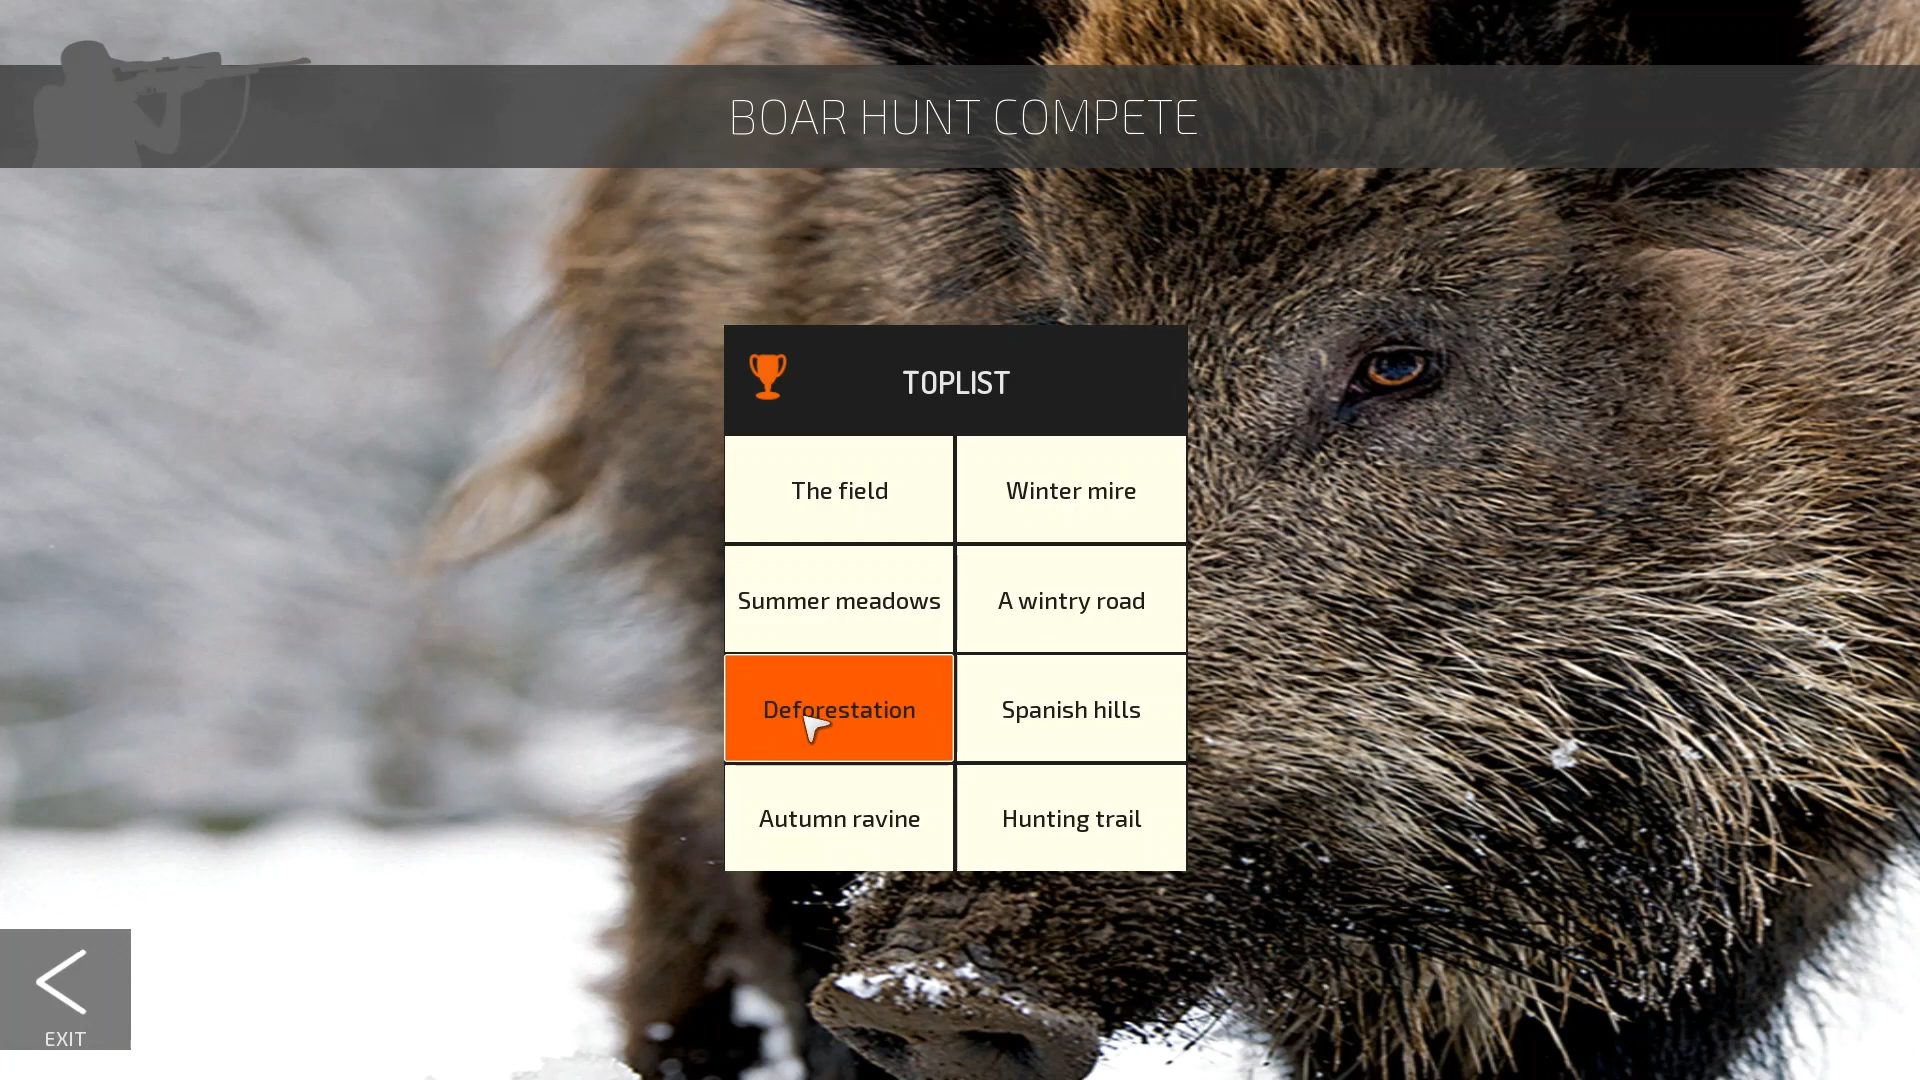 BOAR HUNT COMPETE
TOPLIST
The field
Winter mire
Summer meadows
A wintry road
Deforestation
Spanish hills
Autumn ravine
Hunting trail
EXIT